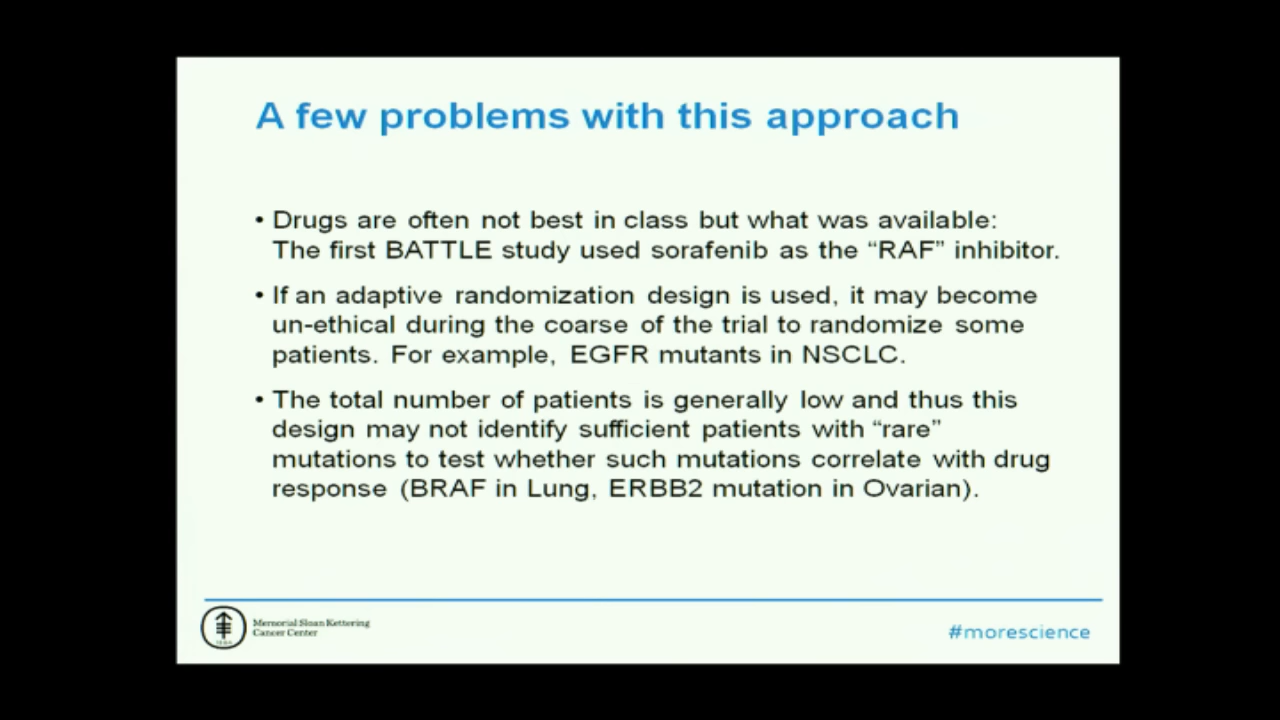 A few problems with this approach
• Drugs are often not best in class but what was available:
The first BATTLE study used sorafenib as the “RAF” inhibitor.
• If an adaptive randomization design is used, it may become
un-ethical during the coarse of the trial to randomize some
patients. For example, EGFR mutants in NSCLC.
• The total number of patients is generally low and thus this
design may not identify sufficient patients with “rare”
mutations to test whether such mutations correlate with drug
response (BRAF in Lung, ERBB2 mutation in Ovarian).
Memorial Sloan Kettering
Cancer Center
#morescience